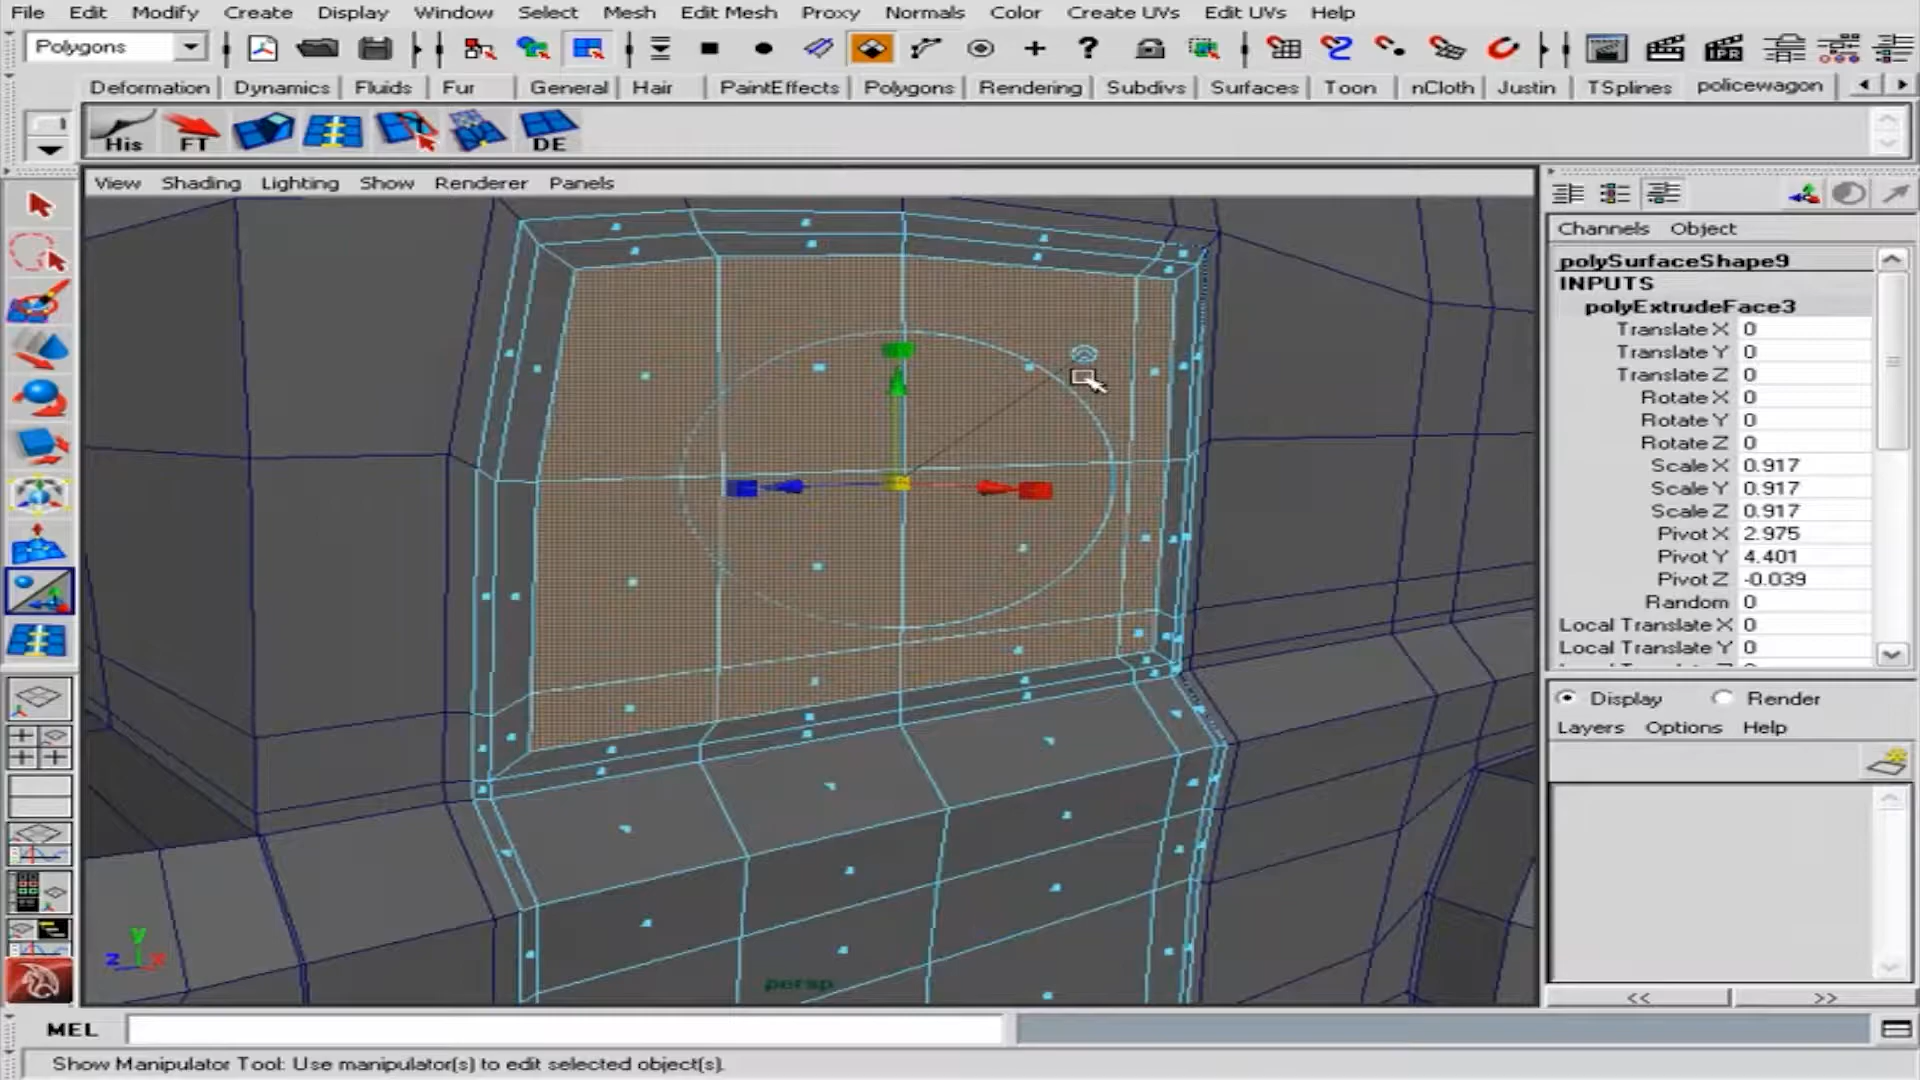 File Edit Modify Create Display Window Select Mesh Edit Mesh Proxy Normals Color Create UVs Edit UVs Help
Polygons
IPR
Deformation Dynamics Fluids Fur General Hair PaintEffects Polygons Rendering Subdivs Surfaces Toon nCloth Justin TSplines policewagon
His FT DE
View Shading Lighting Show Renderer Panels
Channels Object
polySurfaceShape9
INPUTS
polyExtrudeFace3
Translate X 0
Translate Y 0
Translate Z 0
Rotate X 0
Rotate Y 0
Rotate Z 0
Scale X 0.917
Scale Y 0.917
Scale Z 0.917
Pivot X 2.975
Pivot Y 4.401
Pivot Z -0.039
Random 0
Local Translate X 0
Local Translate Y 0
Display Render
Layers Options Help
y
z x
persp
<< >>
MEL
Show Manipulator Tool: Use manipulator(s) to edit selected object(s).